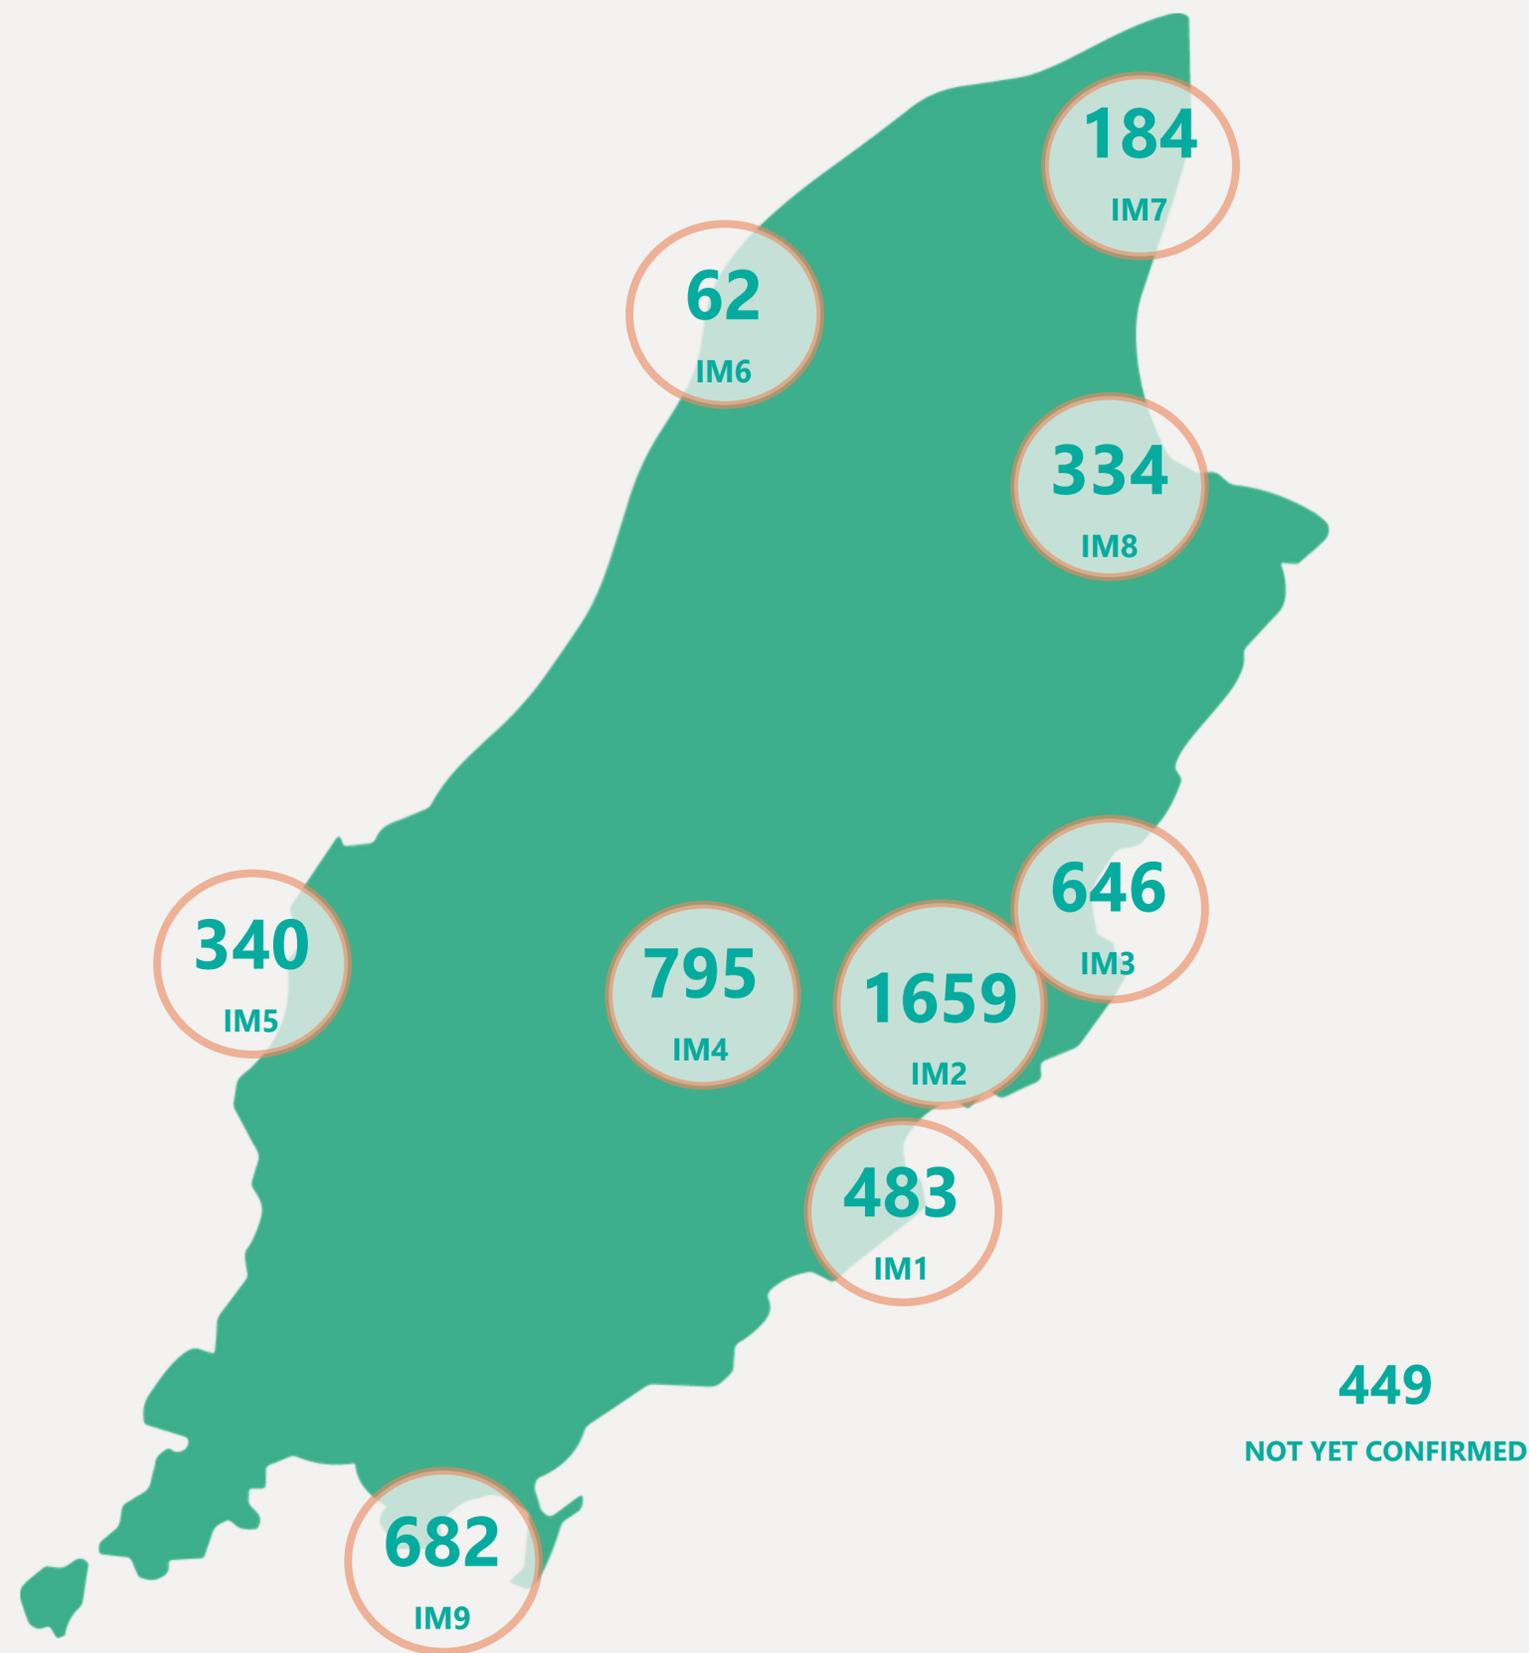 184
IM7
62
IM6
334
IM8
646
IM3
340
IM5
795
IM4
1659
IM2
483
IM1
449
NOT YET CONFIRMED
682
IM9